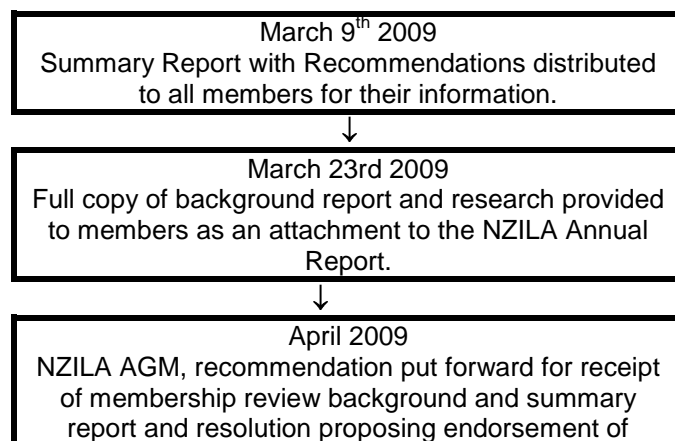 March 9th 2009
Summary Report with Recommendations distributed
to all members for their information.
↓
March 23rd 2009
Full copy of background report and research provided
to members as an attachment to the NZILA Annual
Report.
↓
April 2009
NZILA AGM, recommendation put forward for receipt
of membership review background and summary
report and resolution proposing endorsement of